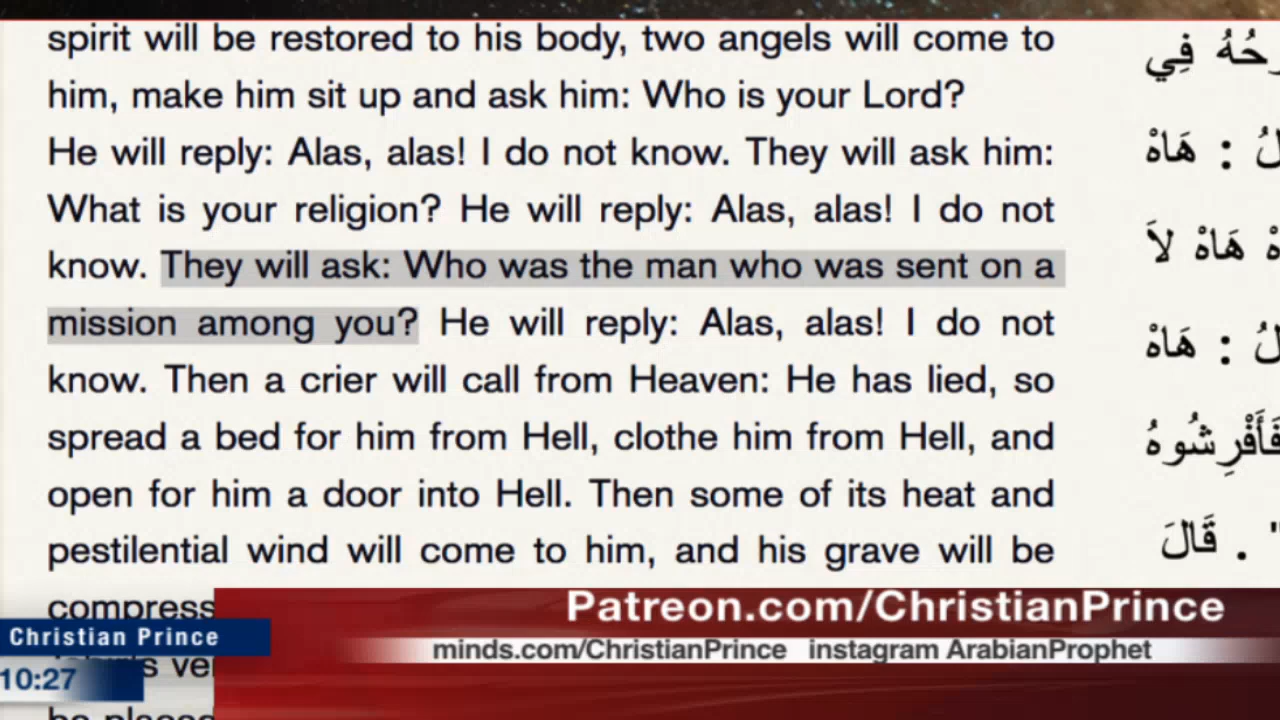 spirit will be restored to his body, two angels will come to
him, make him sit up and ask him: Who is your Lord?
He will reply: Alas, alas! I do not know. They will ask him:
What is your religion? He will reply: Alas, alas! I do not
know. They will ask: Who was the man who was sent on a
mission among you? He will reply: Alas, alas! I do not
know. Then a crier will call from Heaven: He has lied, so
spread a bed for him from Hell, clothe him from Hell, and
open for him a door into Hell. Then some of its heat and
pestilential wind will come to him, and his grave will be
compress
be placed
فِي
: هَاهْ
هَاهْ لاَ
: هَاهْ
فَأَفْرِشُوهُ
" . قَالَ
Patreon.com/ChristianPrince
Christian Prince
minds.com/ChristianPrince instagram ArabianProphet
10:27